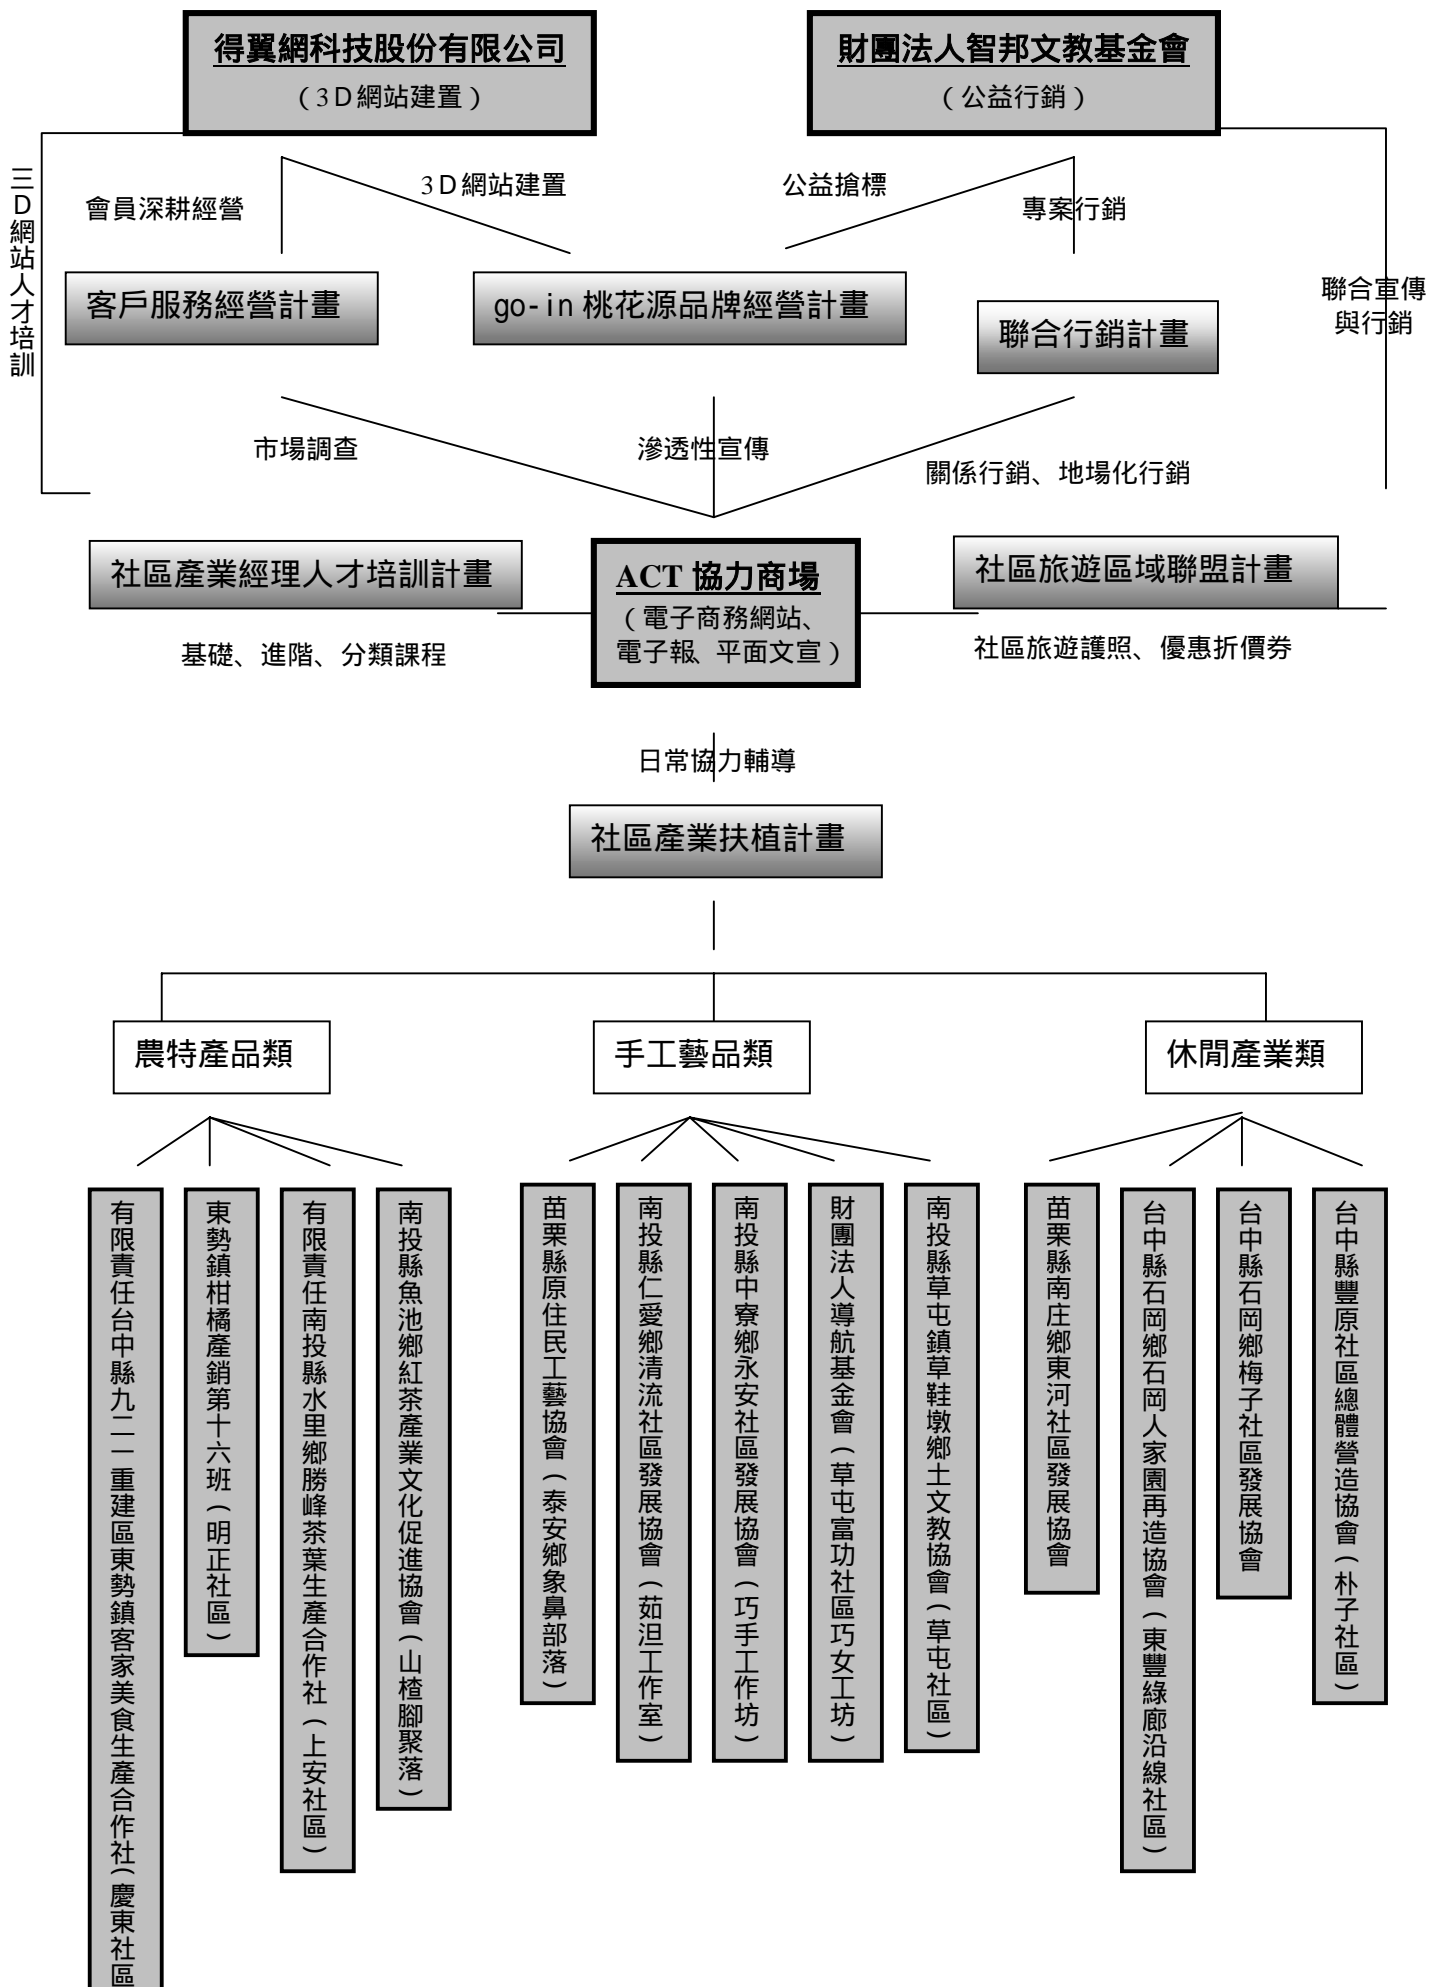 得翼網科技股份有限公司
（3D網站建置）
財團法人智邦文教基金會
（公益行銷）
三D網站人才培訓
會員深耕經營
3D網站建置
公益搶標
專案行銷
聯合宣傳
與行銷
客戶服務經營計畫
go-in 桃花源品牌經營計畫
聯合行銷計畫
市場調查
滲透性宣傳
關係行銷、地場化行銷
社區產業經理人才培訓計畫
ACT 協力商場
（電子商務網站、
電子報、平面文宣）
社區旅遊區域聯盟計畫
基礎、進階、分類課程
社區旅遊護照、優惠折價券
日常協力輔導
社區產業扶植計畫
農特產品類
手工藝品類
休閒產業類
有限責任台中縣九二一重建區東勢鎮客家美食生產合作社（慶東社區
東勢鎮柑橘產銷第十六班（明正社區）
有限責任南投縣水里鄉勝峰茶葉生產合作社（上安社區）
南投縣魚池鄉紅茶產業文化促進協會（山楂腳聚落）
苗栗縣原住民工藝協會（泰安鄉象鼻部落）
南投縣仁愛鄉清流社區發展協會（茹泹工作室）
南投縣中寮鄉永安社區發展協會（巧手工作坊）
財團法人導航基金會（草屯富功社區巧女工坊）
南投縣草屯鎮草鞋墩鄉土文教協會（草屯社區）
苗栗縣南庄鄉東河社區發展協會
台中縣石岡鄉石岡人家園再造協會（東豐綠廊沿線社區）
台中縣石岡鄉梅子社區發展協會
台中縣豐原社區總體營造協會（朴子社區）